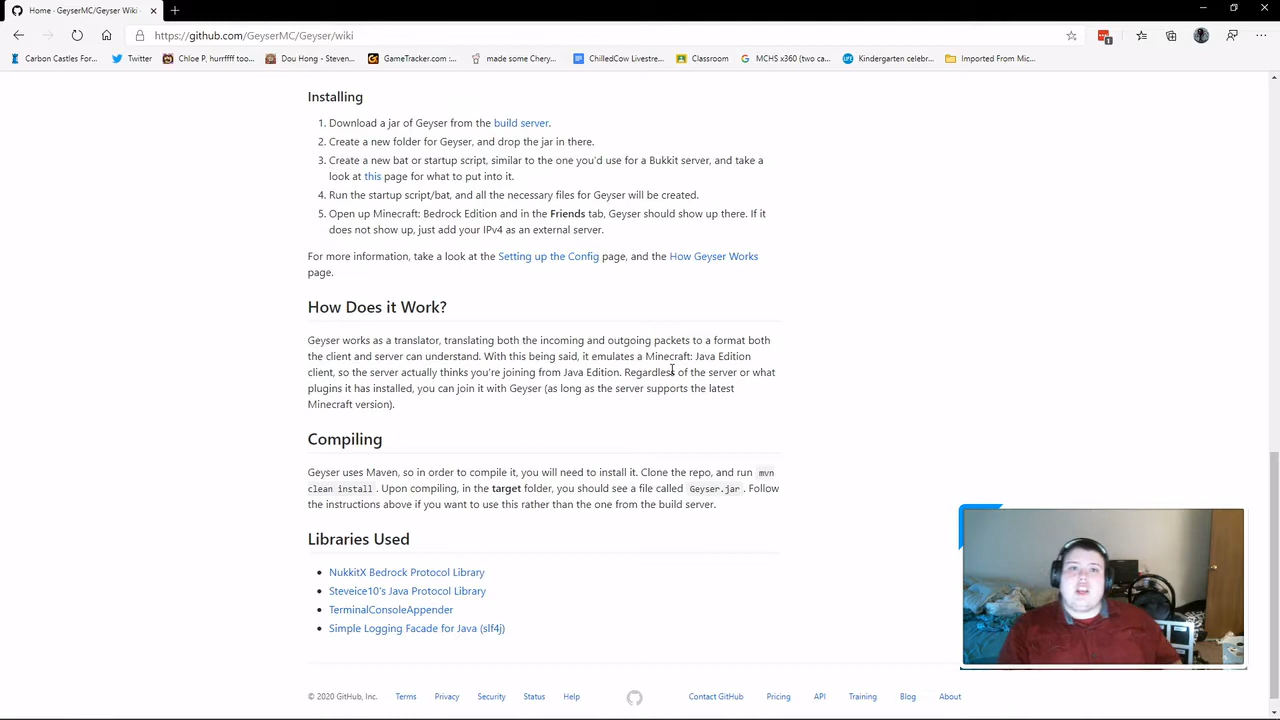 Home · GeyserMC/Geyser Wiki ·
https://github.com/GeyserMC/Geyser/wiki
1
Carbon Castles For...
Twitter
Chloe P, hurrffff too...
Dou Hong - Steven...
GameTracker.com :...
made some Chery...
ChilledCow Livestre...
Classroom
MCHS x360 (two ca...
Kindergarten celebr...
Imported From Mic...
Installing
1. Download a jar of Geyser from the build server.
2. Create a new folder for Geyser, and drop the jar in there.
3. Create a new bat or startup script, similar to the one you'd use for a Bukkit server, and take a
look at this page for what to put into it.
4. Run the startup script/bat, and all the necessary files for Geyser will be created.
5. Open up Minecraft: Bedrock Edition and in the Friends tab, Geyser should show up there. If it
does not show up, just add your IPv4 as an external server.
For more information, take a look at the Setting up the Config page, and the How Geyser Works
page.
How Does it Work?
Geyser works as a translator, translating both the incoming and outgoing packets to a format both
the client and server can understand. With this being said, it emulates a Minecraft: Java Edition
client, so the server actually thinks you're joining from Java Edition. Regardless of the server or what
plugins it has installed, you can join it with Geyser (as long as the server supports the latest
Minecraft version).
Compiling
Geyser uses Maven, so in order to compile it, you will need to install it. Clone the repo, and run mvn
clean install. Upon compiling, in the target folder, you should see a file called Geyser.jar. Follow
the instructions above if you want to use this rather than the one from the build server.
Libraries Used
• NukkitX Bedrock Protocol Library
• Steveice10's Java Protocol Library
• TerminalConsoleAppender
• Simple Logging Facade for Java (slf4j)
© 2020 GitHub, Inc.
Terms
Privacy
Security
Status
Help
Contact GitHub
Pricing
API
Training
Blog
About